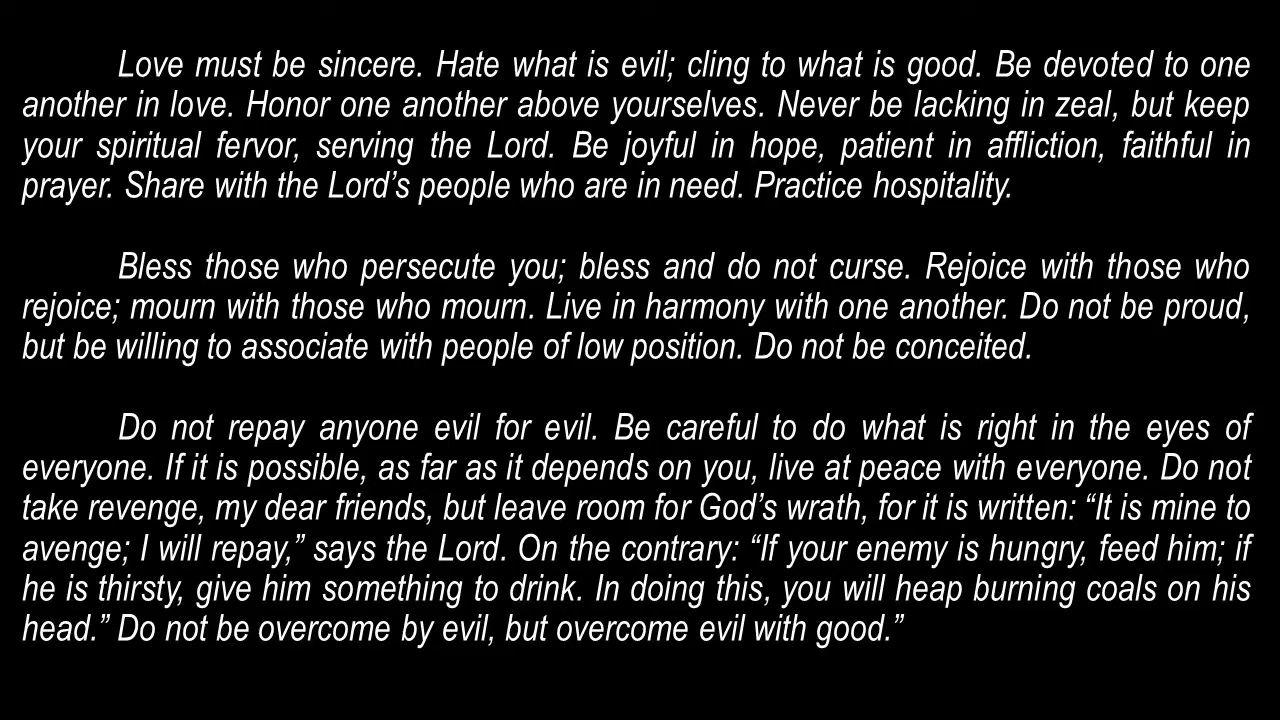 Love must be sincere. Hate what is evil; cling to what is good. Be devoted to one
another in love. Honor one another above yourselves. Never be lacking in zeal, but keep
your spiritual fervor, serving the Lord. Be joyful in hope, patient in affliction, faithful in
prayer. Share with the Lord’s people who are in need. Practice hospitality.
Bless those who persecute you; bless and do not curse. Rejoice with those who
rejoice; mourn with those who mourn. Live in harmony with one another. Do not be proud,
but be willing to associate with people of low position. Do not be conceited.
Do not repay anyone evil for evil. Be careful to do what is right in the eyes of
everyone. If it is possible, as far as it depends on you, live at peace with everyone. Do not
take revenge, my dear friends, but leave room for God’s wrath, for it is written: “It is mine to
avenge; I will repay,” says the Lord. On the contrary: “If your enemy is hungry, feed him; if
he is thirsty, give him something to drink. In doing this, you will heap burning coals on his
head.” Do not be overcome by evil, but overcome evil with good.”